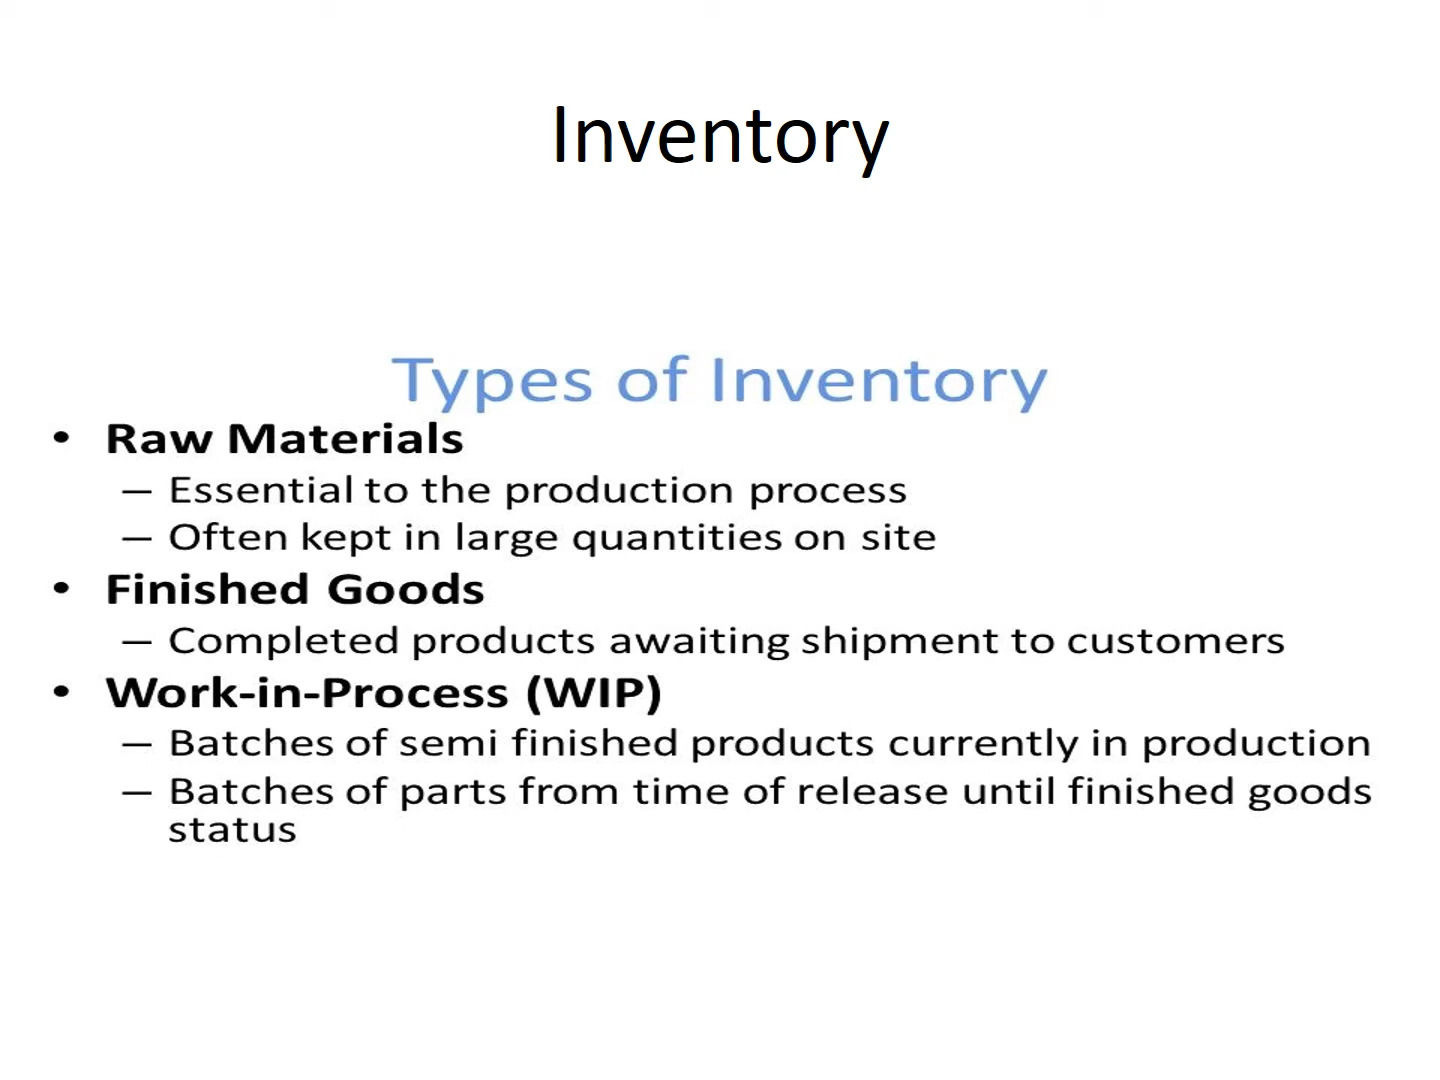 Inventory
Types of Inventory
• Raw Materials
– Essential to the production process
– Often kept in large quantities on site
• Finished Goods
– Completed products awaiting shipment to customers
• Work-in-Process (WIP)
– Batches of semi finished products currently in production
– Batches of parts from time of release until finished goods
status